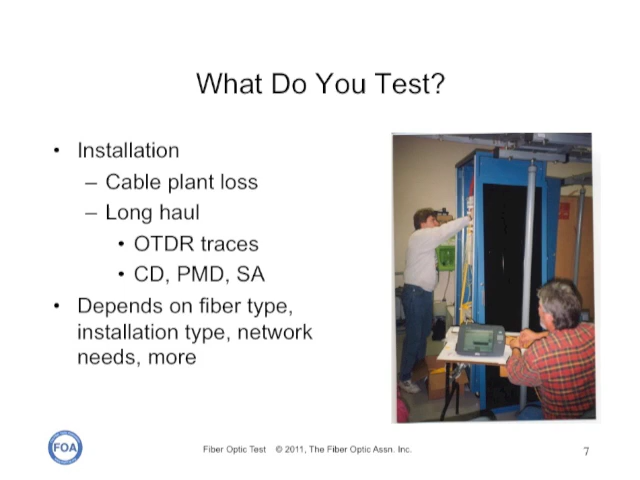 What Do You Test?
• Installation
– Cable plant loss
– Long haul
• OTDR traces
• CD, PMD, SA
• Depends on fiber type,
installation type, network
needs, more
FOA
Fiber Optic Test © 2011, The Fiber Optic Assn. Inc.
7